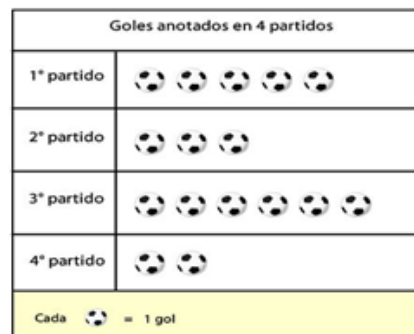 Goles anotados en 4 partidos
1° partido
2° partido
3° partido
4° partido
Cada = 1 gol